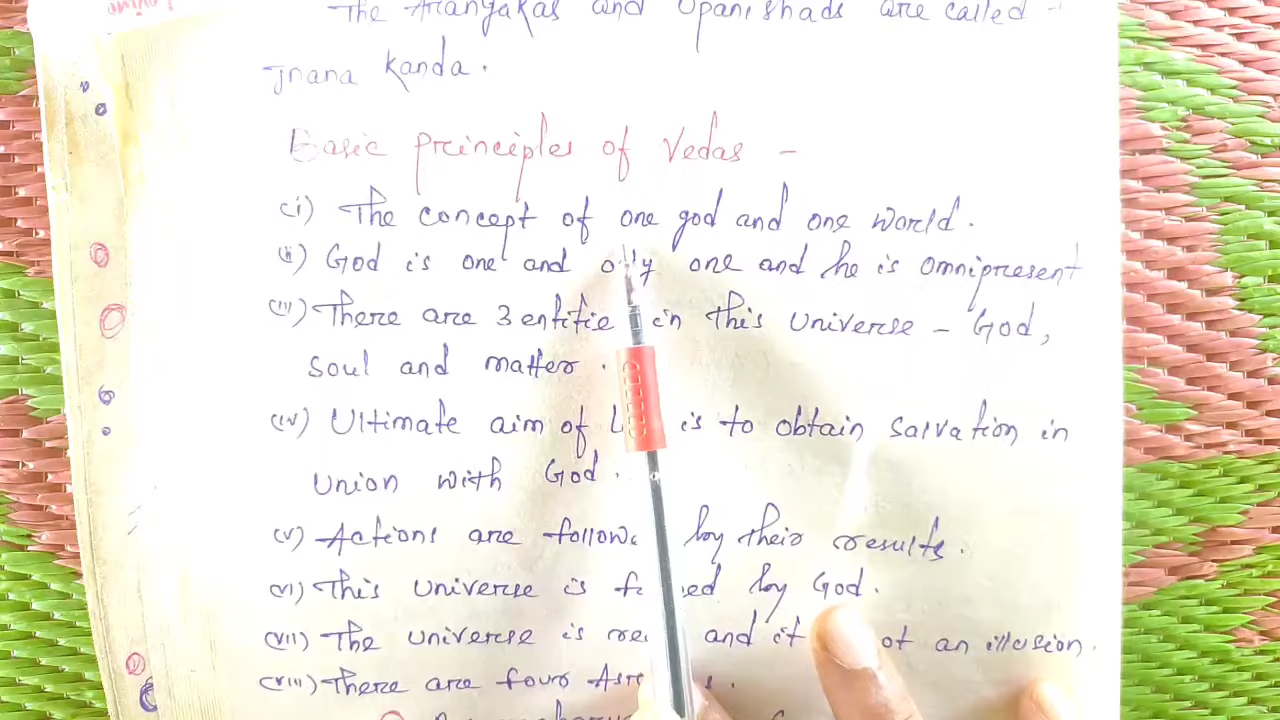 The Aranyakas and Upanishads are called -
Jnana Kanda.
Basic principles of Vedas -
(i) The concept of one god and one world.
(ii) God is one and only one and he is omnipresent
(iii) There are 3 entitie in this Universe - God,
soul and matter.
(iv) Ultimate aim of is to obtain salvation in
union with God.
(v) Actions are followe by their results.
(vi) This universe is by God.
(vii) The universe is and it of an illusion.
(viii) There are four